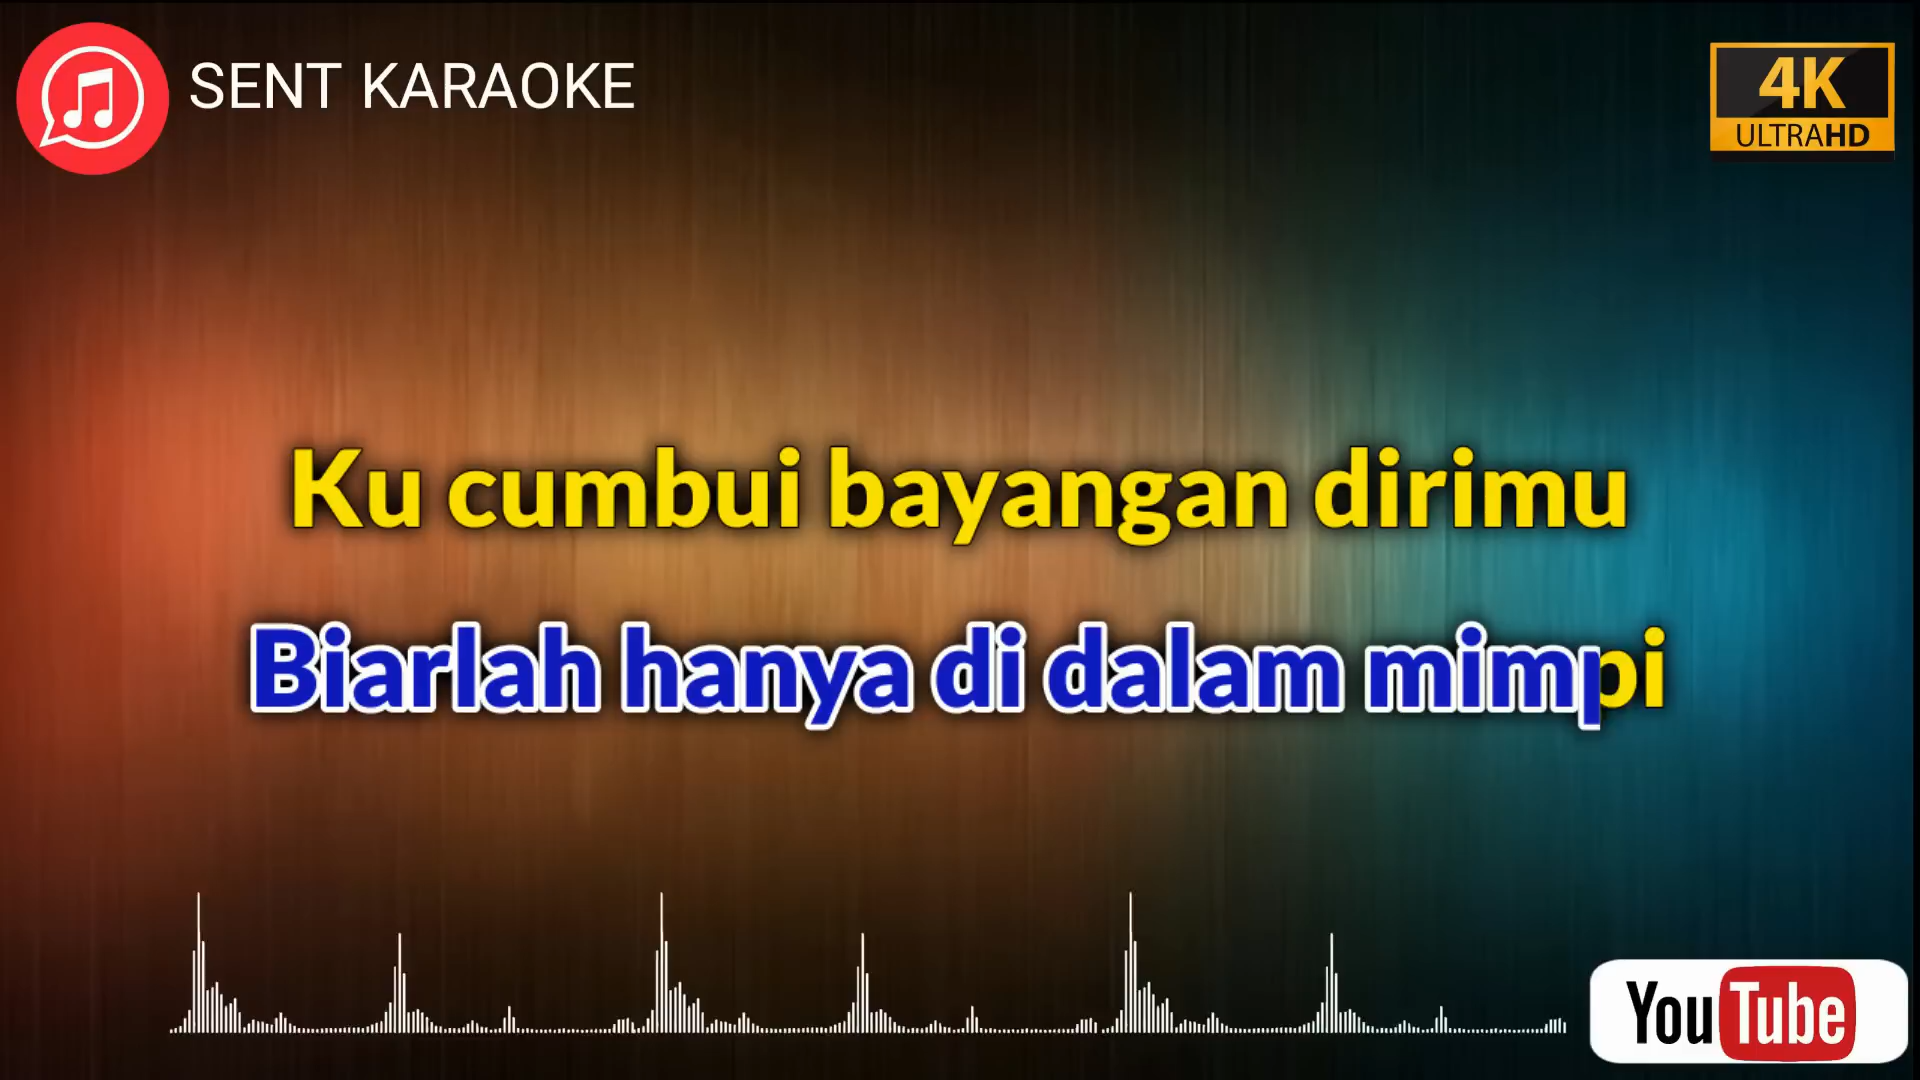 SENT KARAOKE
4K
ULTRAHD
Ku cumbui bayangan dirimu
Biarlah hanya di dalam mimpi
YouTube